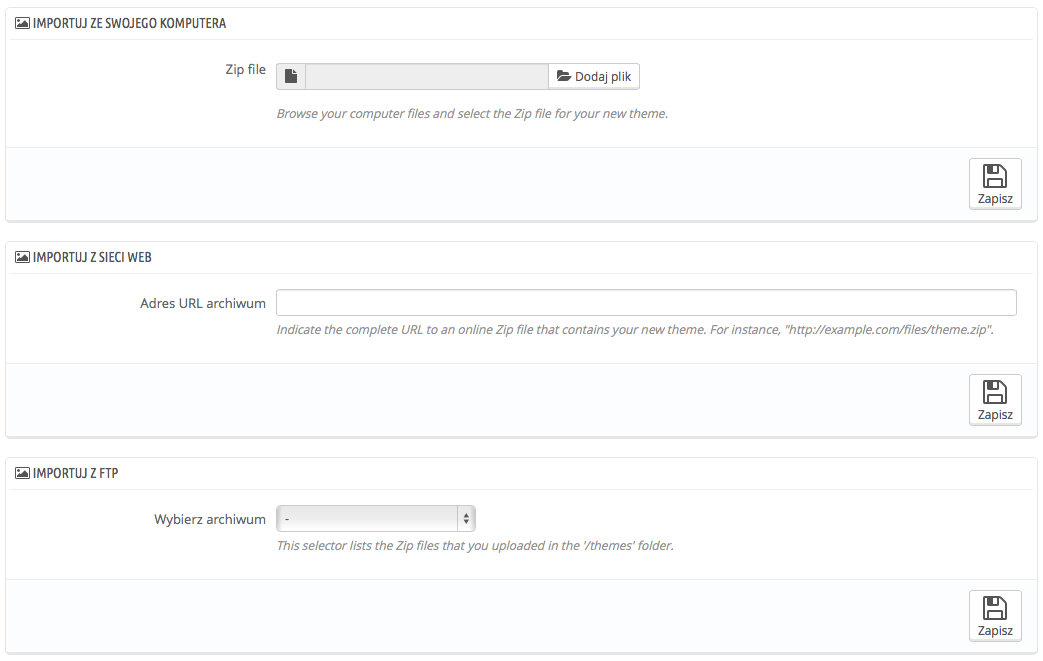 IMPORTUJ ZE SWOJEGO KOMPUTERA
Zip file
Dodaj plik
Browse your computer files and select the Zip file for your new theme.
Zapisz
IMPORTUJ Z SIECI WEB
Adres URL archiwum
Indicate the complete URL to an online Zip file that contains your new theme. For instance, "http://example.com/files/theme.zip".
Zapisz
IMPORTUJ Z FTP
Wybierz archiwum -
This selector lists the Zip files that you uploaded in the '/themes' folder.
Zapisz